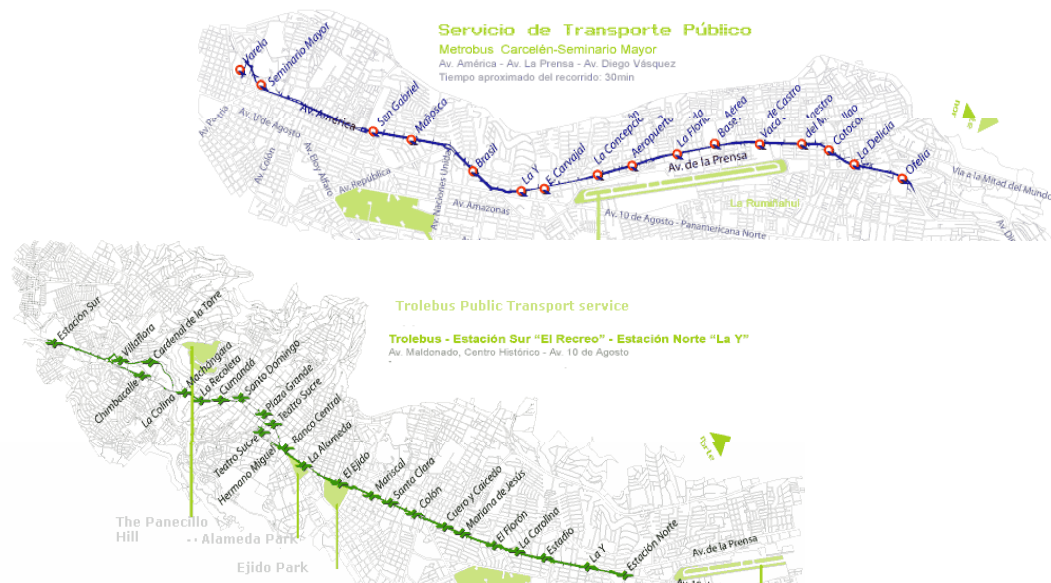 Servicio de Transporte Público
Metrobus Carcelén-Seminario Mayor
Av. América - Av. La Prensa - Av. Diego Vásquez
Tiempo aproximado del recorrido: 30min
Varela
Seminario Mayor
San Gabriel
Mañosca
Brasil
La Y
E. Carvajal
La Concepción
Aeropuerto
La
Base Aérea
Vaca de Castro
del
La Delicia
Ofelia
Av. América
Av. 10 de Agosto
Av. Colón
Av. Eloy Alfaro
Av. República
Av. Naciones Unidas
Av. Amazonas
Av. de la Prensa
Av. 10 de Agosto - Panamericana Norte
La Rumiñahui
Vía a la Mitad del Mundo
Trolebus Public Transport service
Trolebus - Estación Sur “El Recreo” - Estación Norte “La Y”
Av. Maldonado, Centro Histórico - Av. 10 de Agosto
Estación Sur
Villaflora
Cardenal de la Torre
Chimbacalle
Machángara
La Colina
La Recoleta
Cumandá
Santo Domingo
Plaza Grande
Teatro Sucre
Teatro Sucre
Hermano Miguel
Banco Central
La Alameda
El Ejido
Mariscal
Santa Clara
Colón
Cuero y Caicedo
Mariana de Jesús
El Florón
La Carolina
Estadio
La Y
Estación Norte
Norte
Av. de la Prensa
The Panecillo
Hill
Alameda Park
Ejido Park